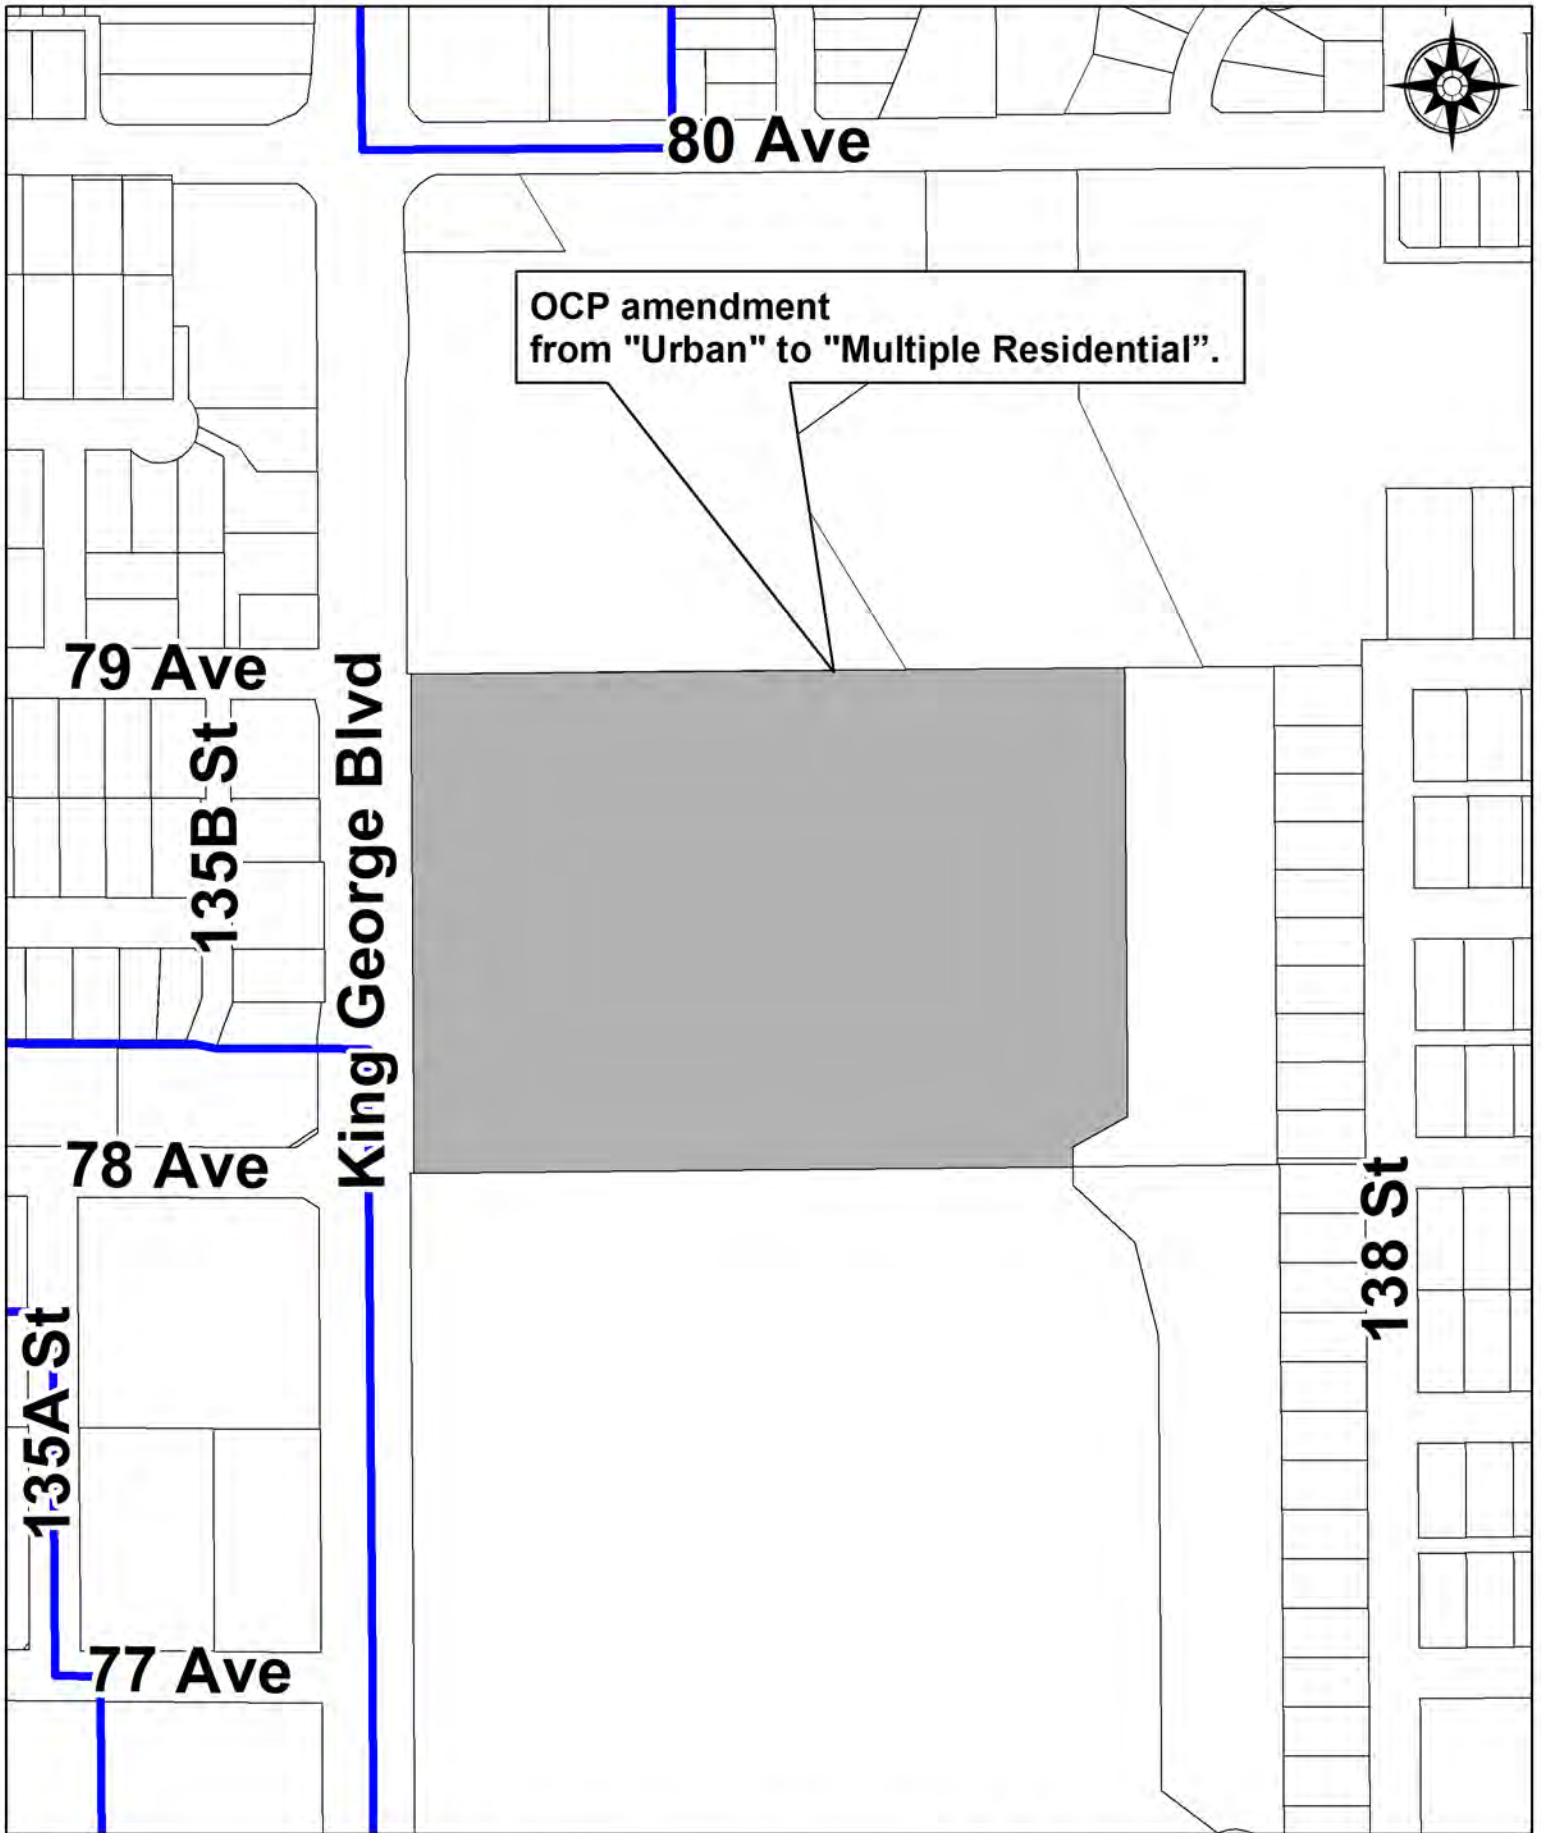 80 Ave
OCP amendment
from "Urban" to "Multiple Residential”.
79 Ave
135B St
King George Blvd
78 Ave
138 St
135A St
77 Ave